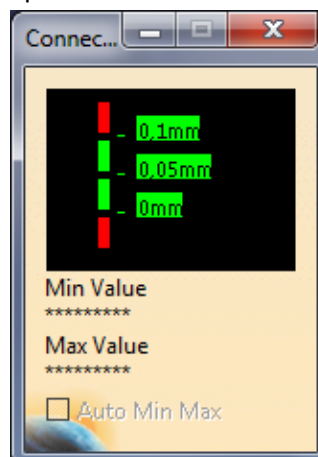 Connec...
0,1mm
0,05mm
0mm
Min Value
*********
Max Value
*********
Auto Min Max